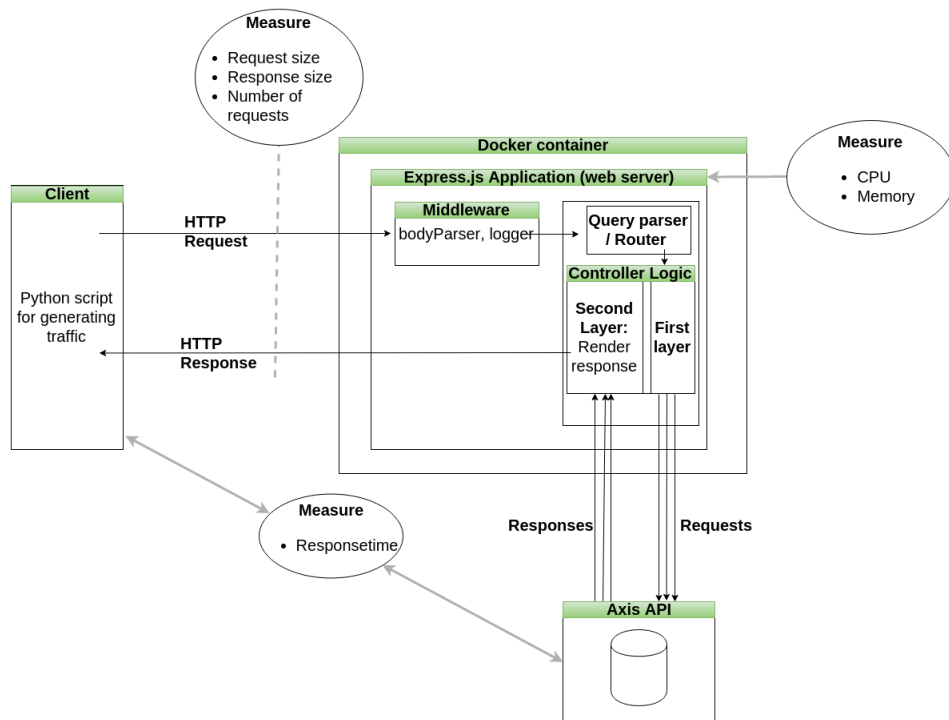 Measure
• Request size
• Response size
• Number of
requests
Docker container
Measure
• CPU
• Memory
Express.js Application (web server)
Client
Middleware
bodyParser, logger
Query parser
/ Router
HTTP
Request
Controller Logic
Python script
for generating
traffic
Second
Layer:
Render
response
First
layer
HTTP
Response
Measure
• Responsetime
Responses
Requests
Axis API